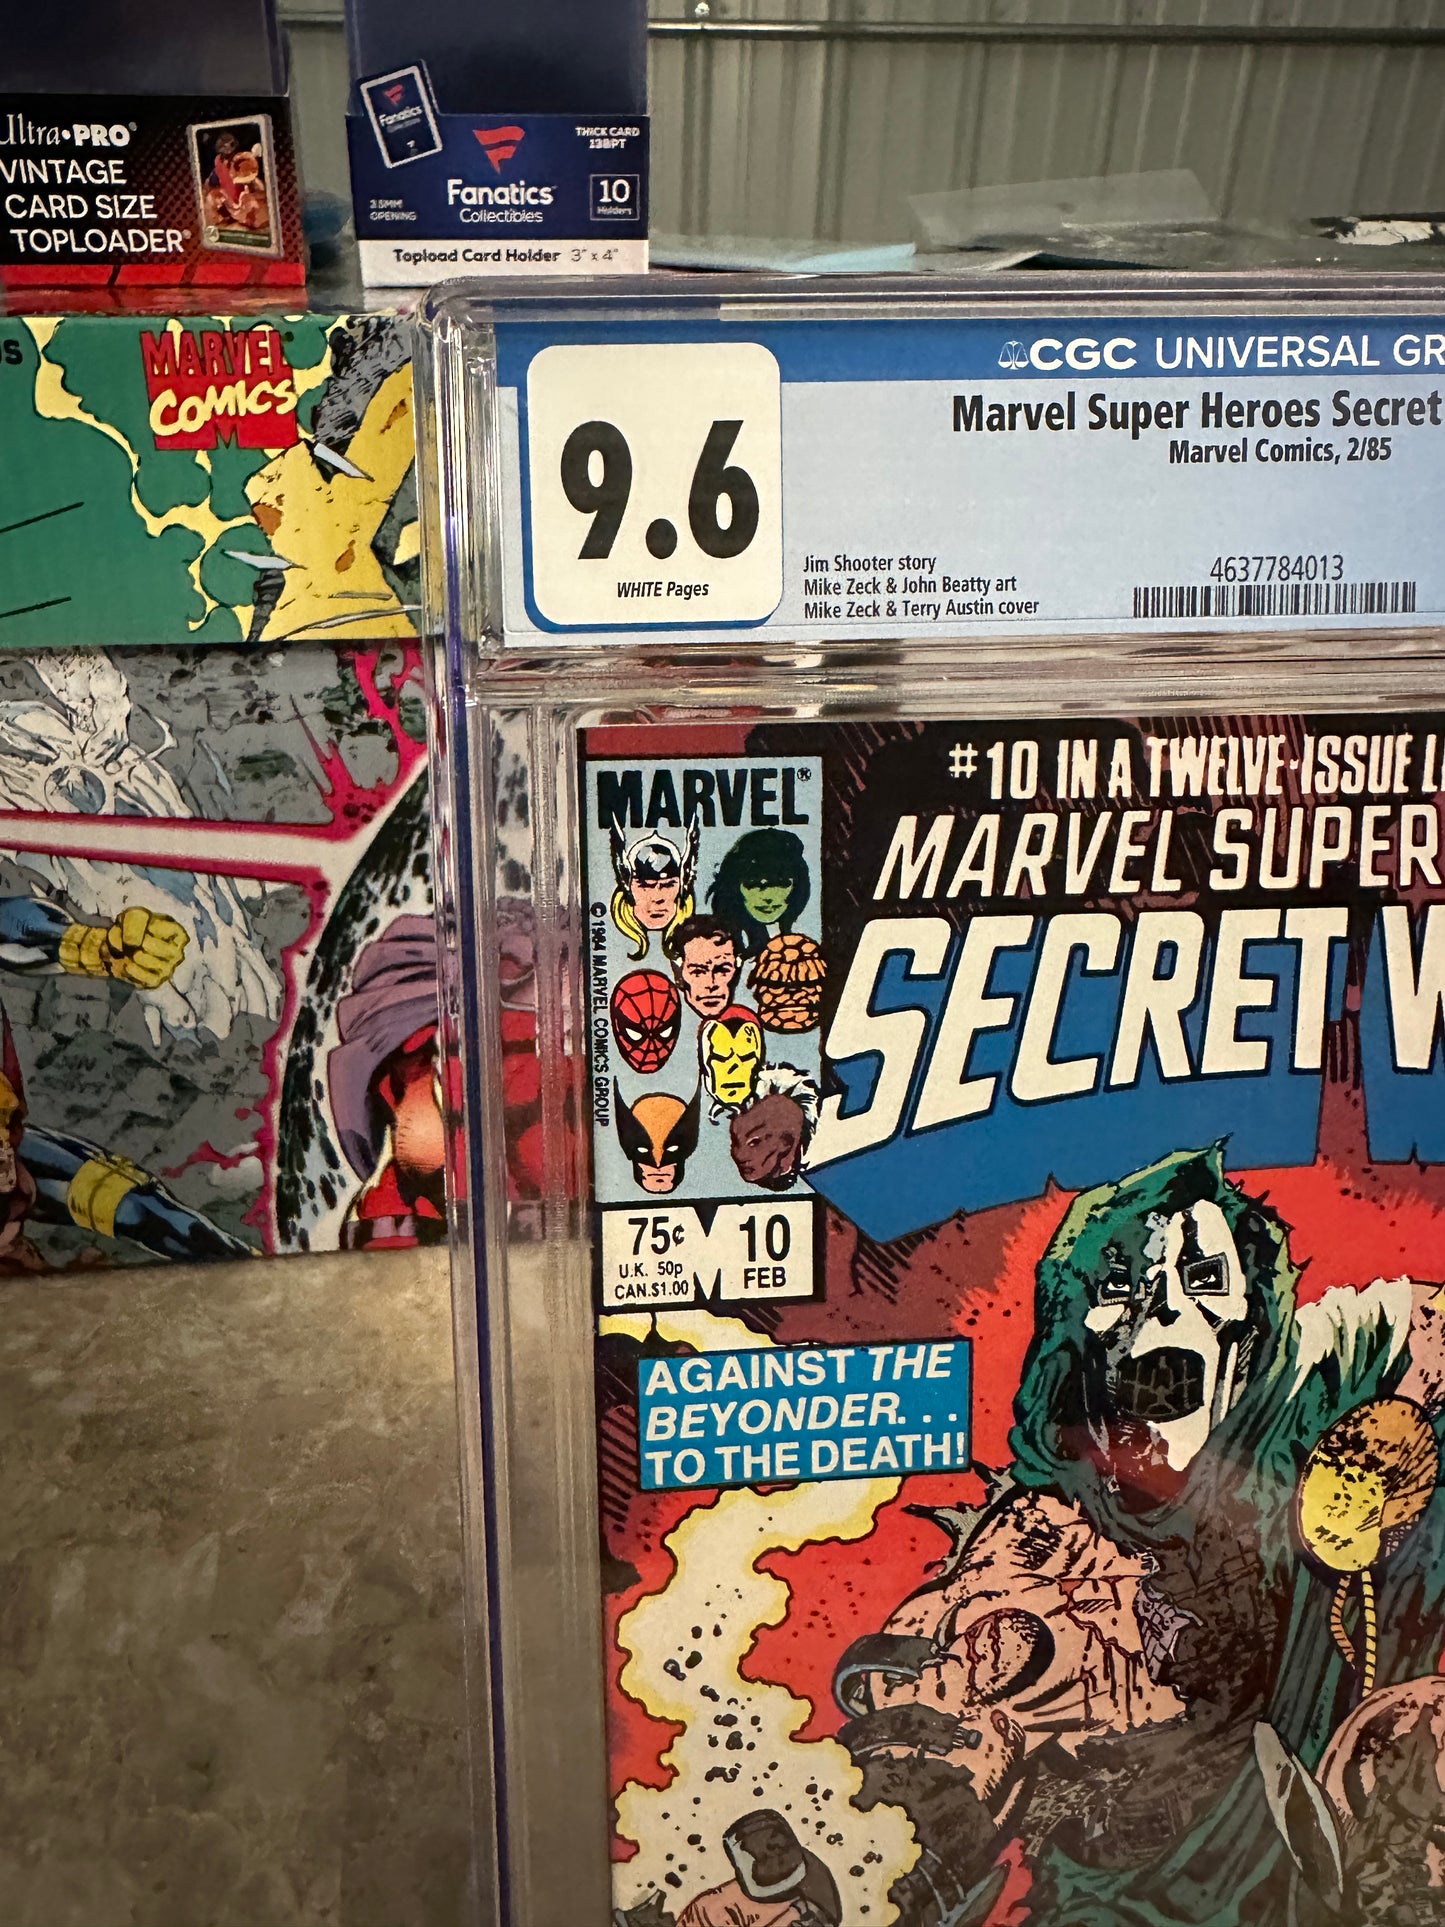 Ultra•PRO®
VINTAGE
CARD SIZE
TOPLOADER®
Fanatics
THICK CARD
138PT
3.5MM
OPENING
Fanatics
Collectibles
10
Holders
Topload Card Holder 3" x 4"
MARVEL
COMICS
CGC UNIVERSAL GR
9.6
WHITE Pages
Marvel Super Heroes Secret
Marvel Comics, 2/85
Jim Shooter story
Mike Zeck & John Beatty art
Mike Zeck & Terry Austin cover
4637784013
#10 IN A TWELVE-ISSUE L
MARVEL SUPER
SECRET W
MARVEL®
© 1984 MARVEL COMICS GROUP
75¢
U.K. 50p
CAN.$1.00
10
FEB
AGAINST THE
BEYONDER...
TO THE DEATH!